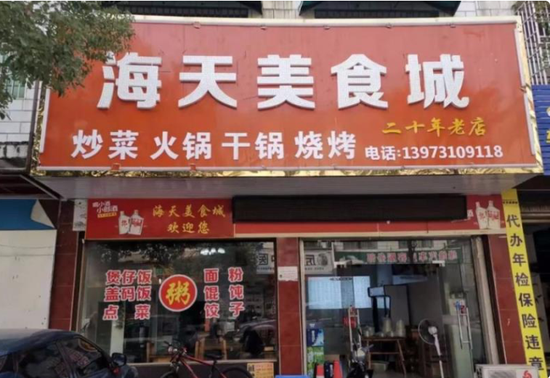 海天美食城
二十年老店
炒菜 火锅 干锅 烧烤 电话:13973109118
海天美食城
欢迎您
煲仔饭
盖码饭
点菜
粥
面 粉
馄饨
饺子
代办年检保险违章